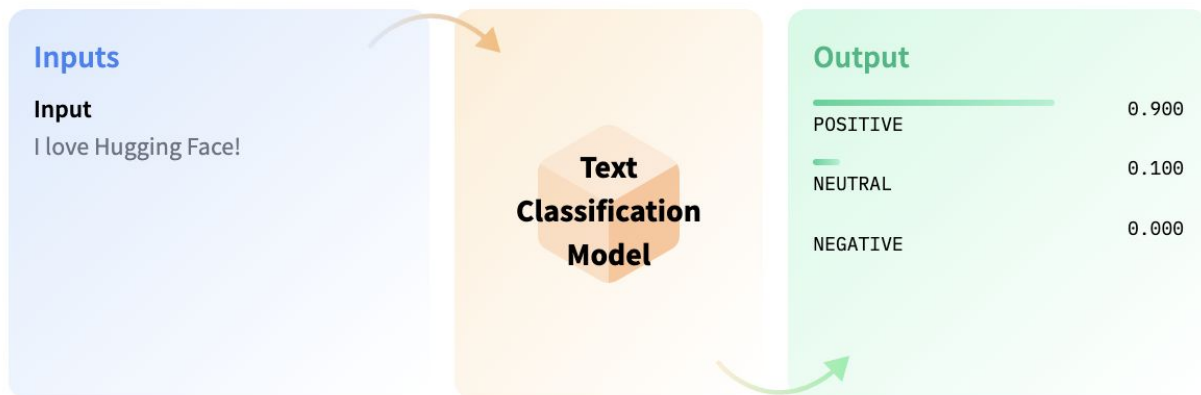 Inputs
Input
I love Hugging Face!
Text
Classification
Model
Output
POSITIVE
0.900
NEUTRAL
0.100
NEGATIVE
0.000